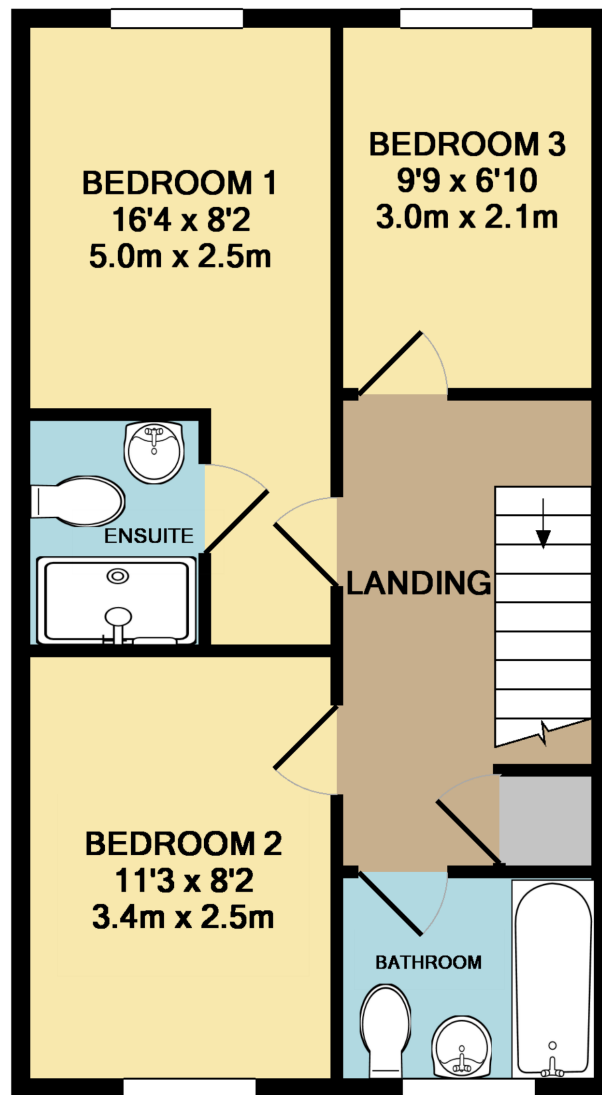 BEDROOM 1
16'4 x 8'2
5.0m x 2.5m
BEDROOM 3
9'9 x 6'10
3.0m x 2.1m
ENSUITE
LANDING
BEDROOM 2
11'3 x 8'2
3.4m x 2.5m
BATHROOM